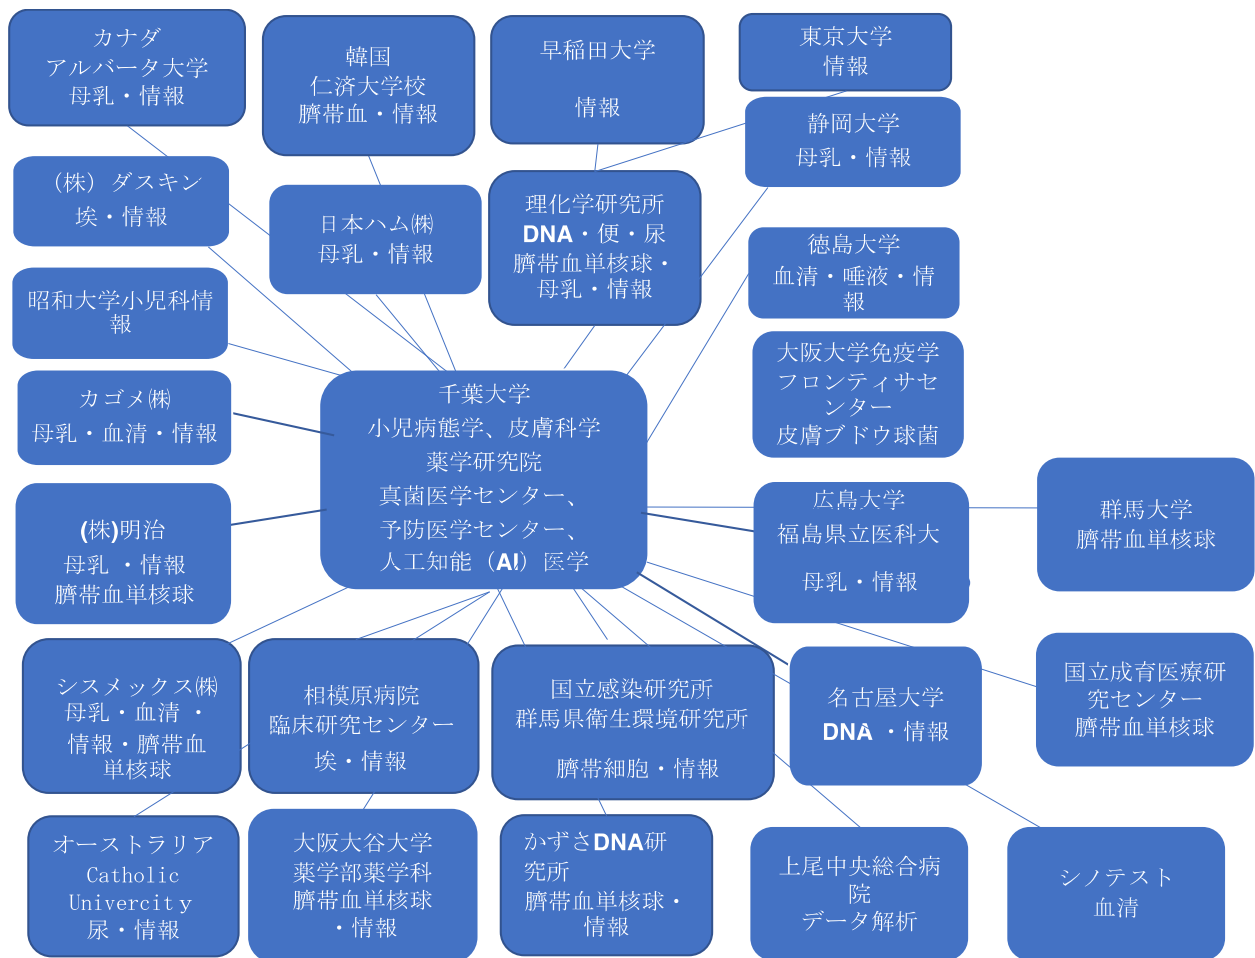 カナダ
アルバータ大学
母乳・情報
韓国
仁済大学校
臍帯血・情報
早稲田大学
情報
東京大学
情報
静岡大学
母乳・情報
（株）ダスキン
埃・情報
日本ハム㈱
母乳・情報
理化学研究所
DNA・便・尿
臍帯血単核球・
母乳・情報
徳島大学
血清・唾液・情
報
昭和大学小児科情
報
大阪大学免疫学
フロンティサセ
ンター
皮膚ブドウ球菌
カゴメ㈱
母乳・血清・情報
千葉大学
小児病態学、皮膚科学
薬学研究院
真菌医学センター、
予防医学センター、
人工知能（AI）医学
(株)明治
母乳 ・情報
臍帯血単核球
広島大学
福島県立医科大
母乳・情報
群馬大学
臍帯血単核球
シスメックス㈱
母乳・血清 ・
情報・臍帯血
単核球
相模原病院
臨床研究センター
埃・情報
国立感染研究所
群馬県衛生環境研究所
臍帯細胞・情報
名古屋大学
DNA ・情報
国立成育医療研
究センター
臍帯血単核球
オーストラリア
Catholic
Univercity
尿・情報
大阪大谷大学
薬学部薬学科
臍帯血単核球
・情報
かずさDNA研
究所
臍帯血単核球・
情報
上尾中央総合病
院
データ解析
シノテスト
血清